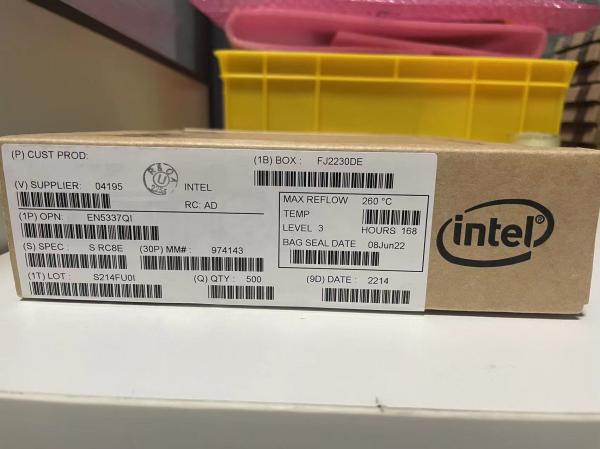 (P) CUST PROD:
(1B) BOX : FJ2230DE
(V) SUPPLIER: 04195 INTEL
RC: AD
MAX REFLOW 260 °C
TEMP
LEVEL 3 HOURS 168
BAG SEAL DATE 08Jun22
(1P) OPN: EN5337QI
(S) SPEC : S RC8E (30P) MM# : 974143
(1T) LOT : S214FU0I (Q) QTY : 500 (9D) DATE : 2214
intel®